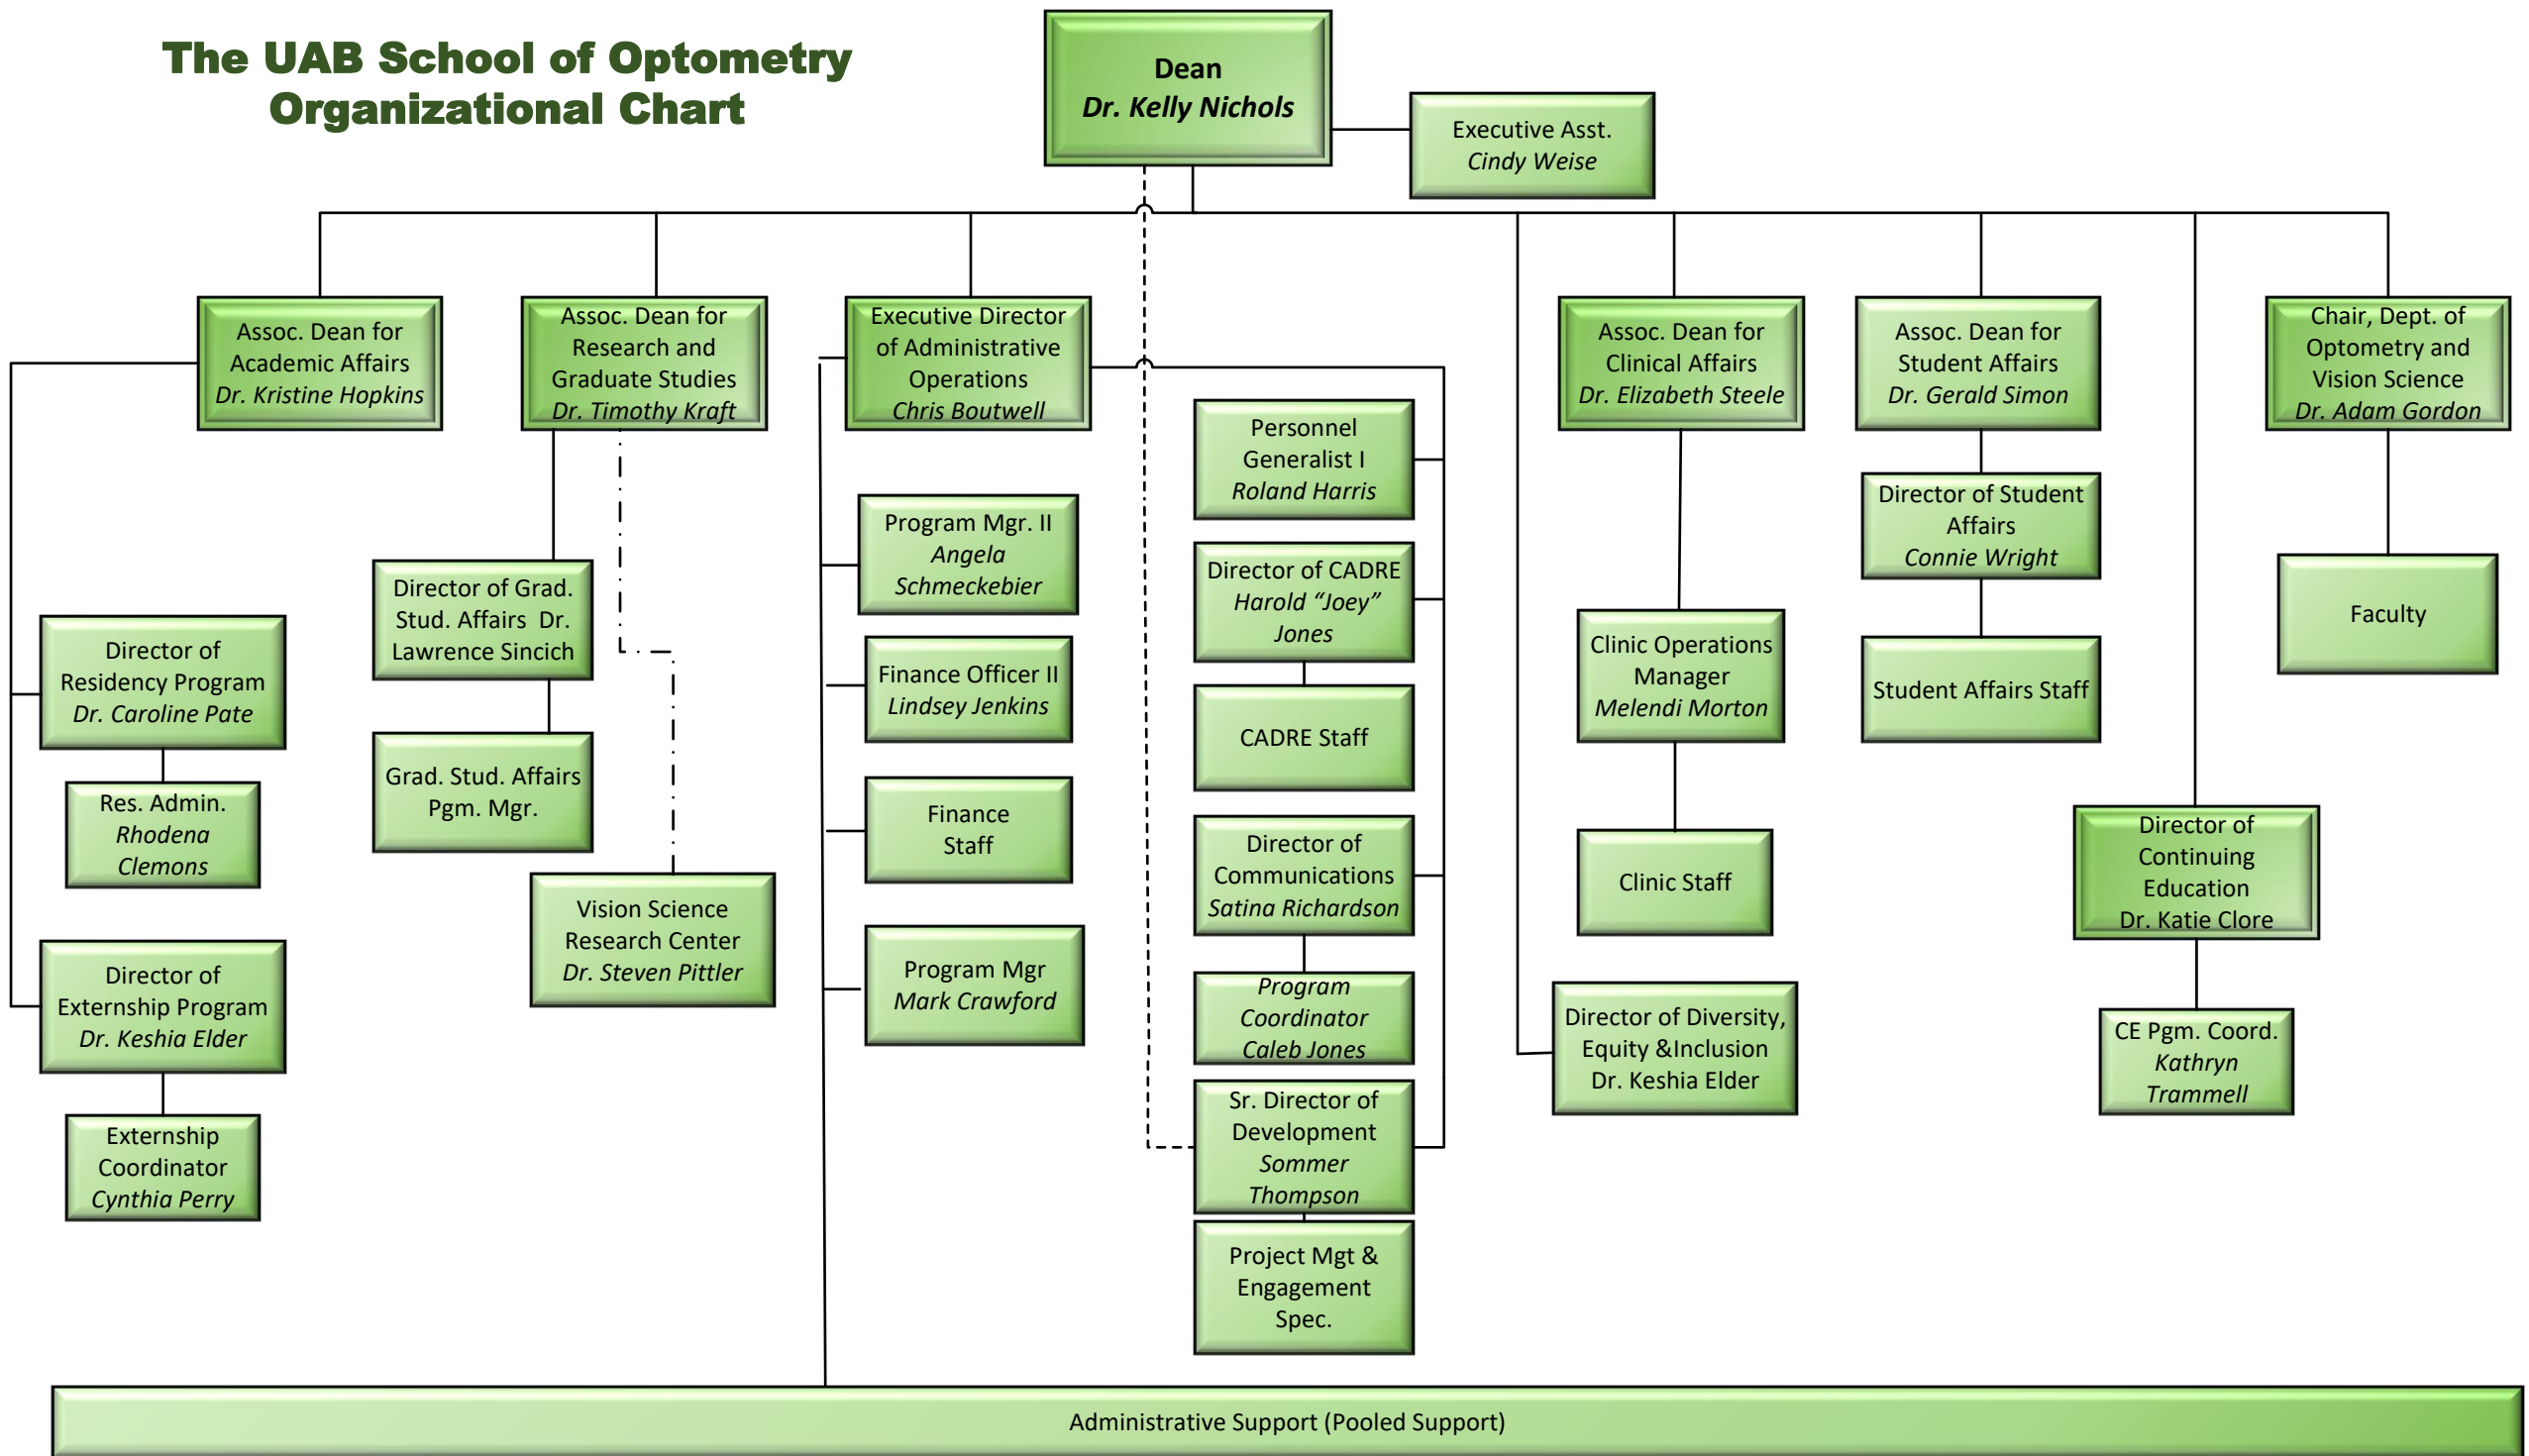 The UAB School of Optometry
Organizational Chart
Dean
Dr. Kelly Nichols
Executive Asst.
Cindy Weise
Assoc. Dean for
Academic Affairs
Dr. Kristine Hopkins
Assoc. Dean for
Research and
Graduate Studies
Dr. Timothy Kraft
Executive Director
of Administrative
Operations
Chris Boutwell
Assoc. Dean for
Clinical Affairs
Dr. Elizabeth Steele
Assoc. Dean for
Student Affairs
Dr. Gerald Simon
Chair, Dept. of
Optometry and
Vision Science
Dr. Adam Gordon
Director of
Residency Program
Dr. Caroline Pate
Res. Admin.
Rhodena
Clemons
Director of
Externship Program
Dr. Keshia Elder
Externship
Coordinator
Cynthia Perry
Director of Grad.
Stud. Affairs  Dr.
Lawrence Sincich
Grad. Stud. Affairs
Pgm. Mgr.
Vision Science
Research Center
Dr. Steven Pittler
Program Mgr. II
Angela
Schmeckebier
Finance Officer II
Lindsey Jenkins
Finance
Staff
Program Mgr
Mark Crawford
Personnel
Generalist I
Roland Harris
Director of CADRE
Harold “Joey”
Jones
CADRE Staff
Director of
Communications
Satina Richardson
Program
Coordinator
Caleb Jones
Sr. Director of
Development
Sommer
Thompson
Project Mgt &
Engagement
Spec.
Clinic Operations
Manager
Melendi Morton
Clinic Staff
Director of Diversity,
Equity &Inclusion
Dr. Keshia Elder
Director of Student
Affairs
Connie Wright
Student Affairs Staff
Director of
Continuing
Education
Dr. Katie Clore
CE Pgm. Coord.
Kathryn
Trammell
Faculty
Administrative Support (Pooled Support)